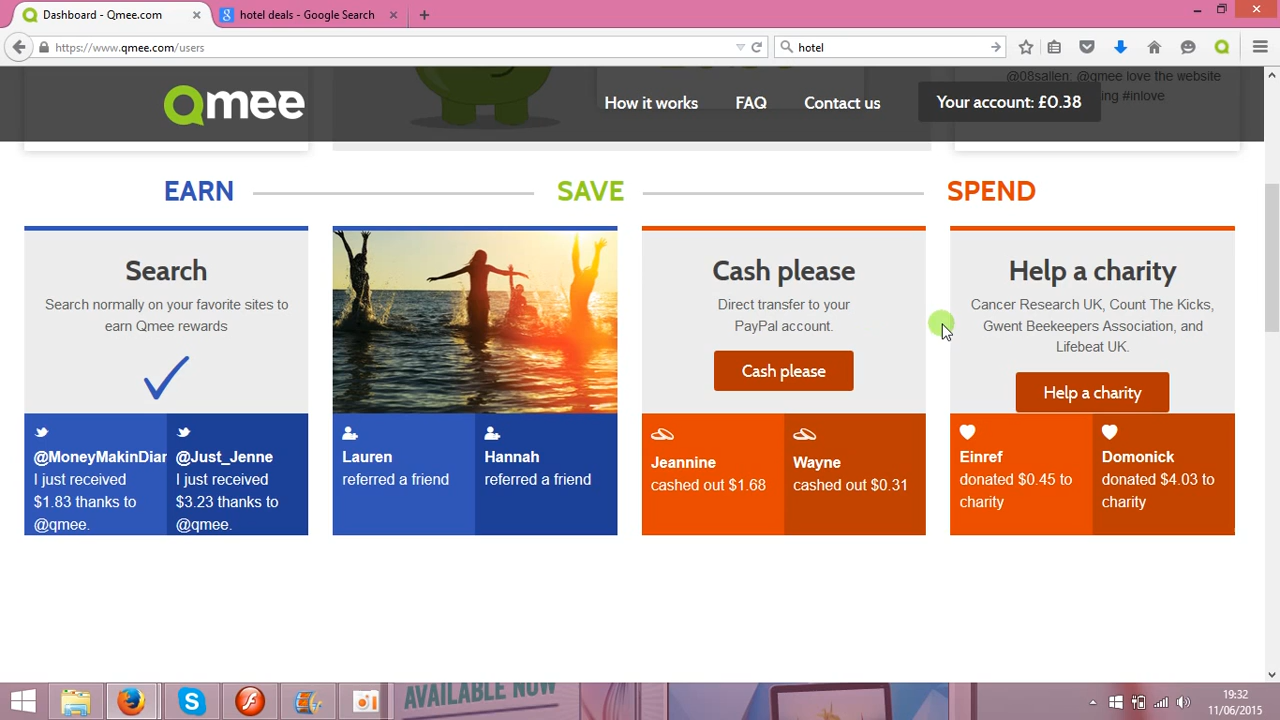 Dashboard - Qmee.com
hotel deals - Google Search
https://www.qmee.com/users
hotel
@08sallen: @qmee love the website
ing #inlove
Qmee
How it works
FAQ
Contact us
Your account: £0.38
EARN
SAVE
SPEND
Search
Search normally on your favorite sites to
earn Qmee rewards
Cash please
Direct transfer to your
PayPal account.
Cash please
Help a charity
Cancer Research UK, Count The Kicks,
Gwent Beekeepers Association, and
Lifebeat UK.
Help a charity
@MoneyMakinDiar
I just received
$1.83 thanks to
@qmee.
@Just_Jenne
I just received
$3.23 thanks to
@qmee.
Lauren
referred a friend
Hannah
referred a friend
Jeannine
cashed out $1.68
Wayne
cashed out $0.31
Einref
donated $0.45 to
charity
Domonick
donated $4.03 to
charity
AVAILABLE NOW
19:32
11/06/2015